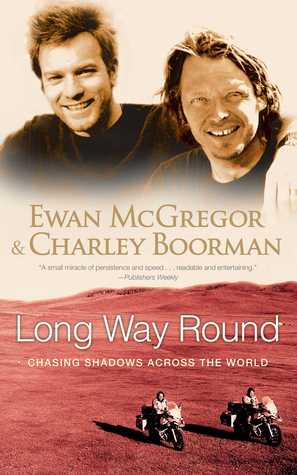 EWAN MCGREGOR
& CHARLEY BOORMAN
"A small miracle of persistence and speed . . . readable and entertaining."
—Publishers Weekly
Long Way Round
CHASING SHADOWS ACROSS THE WORLD